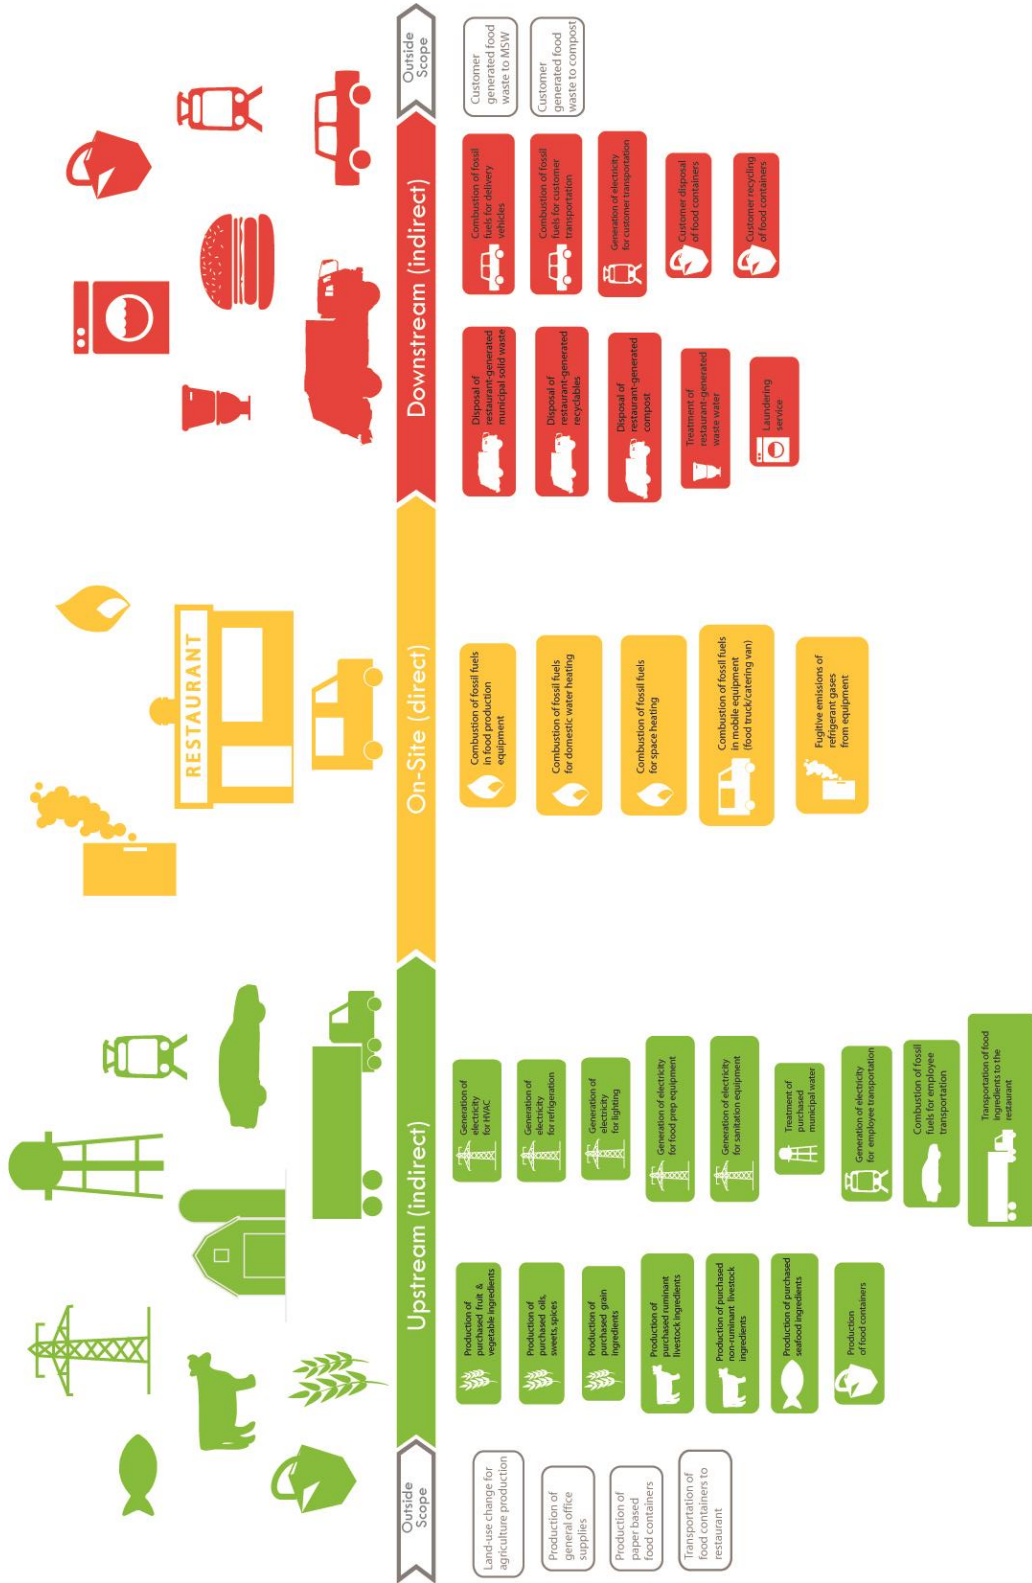 RESTAURANT
Outside
Scope
Upstream (indirect)
On-Site (direct)
Downstream (indirect)
Outside
Scope
Land-use change for
agriculture production
Production of
general office
supplies
Production of
paper based
food containers
Transportation of
food containers to
restaurant
Production of
purchased fruit &
vegetable ingredients
Production of
purchased oils,
sweets, spices
Production of
purchased grain
ingredients
Production of
purchased ruminant
livestock ingredients
Production of purchased
non-ruminant livestock
ingredients
Production of purchased
seafood ingredients
Production
of food containers
Generation of
electricity
for HVAC
Generation of
electricity
for refrigeration
Generation of
electricity
for lighting
Generation of electricity
for food prep equipment
Generation of electricity
for sanitation equipment
Treatment of
purchased
municipal water
Generation of electricity
for employee transportation
Combustion of fossil
fuels for employee
transportation
Transportation of food
ingredients to the
restaurant
Combustion of fossil fuels
in food production
equipment
Combustion of fossil fuels
for domestic water heating
Combustion of fossil fuels
for space heating
Combustion of fossil fuels
in mobile equipment
(food truck/catering van)
Fugitive emissions of
refrigerant gases
from equipment
Disposal of
restaurant-generated
municipal solid waste
Disposal of
restaurant-generated
recyclables
Disposal of
restaurant-generated
compost
Treatment of
restaurant-generated
waste water
Laundering
service
Combustion of fossil
fuels for delivery
vehicles
Combustion of fossil
fuels for customer
transportation
Generation of electricity
for customer transportation
Customer disposal
of food containers
Customer recycling
of food containers
Customer
generated food
waste to MSW
Customer
generated food
waste to compost